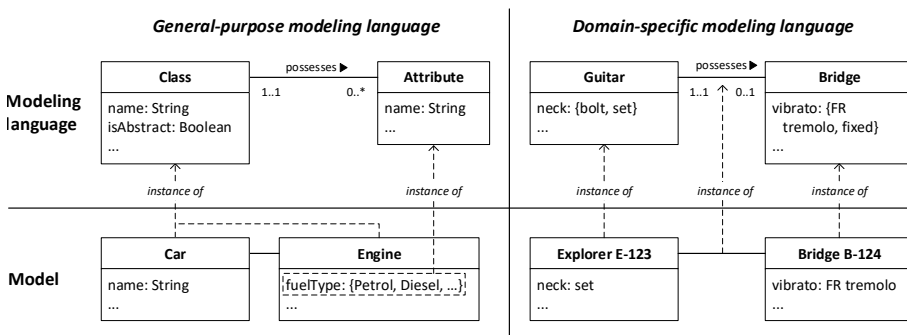 General-purpose modeling language
Domain-specific modeling language
Modeling
language
Class
name: String
isAbstract: Boolean
...
possesses ▶
1..1
0..*
Attribute
name: String
...
Guitar
neck: {bolt, set}
...
possesses ▶
1..1
0..1
Bridge
vibrato: {FR
tremolo, fixed}
...
instance of
instance of
instance of
instance of
instance of
Model
Car
name: String
...
Engine
fuelType: {Petrol, Diesel, ...}
...
Explorer E-123
neck: set
...
Bridge B-124
vibrato: FR tremolo
...